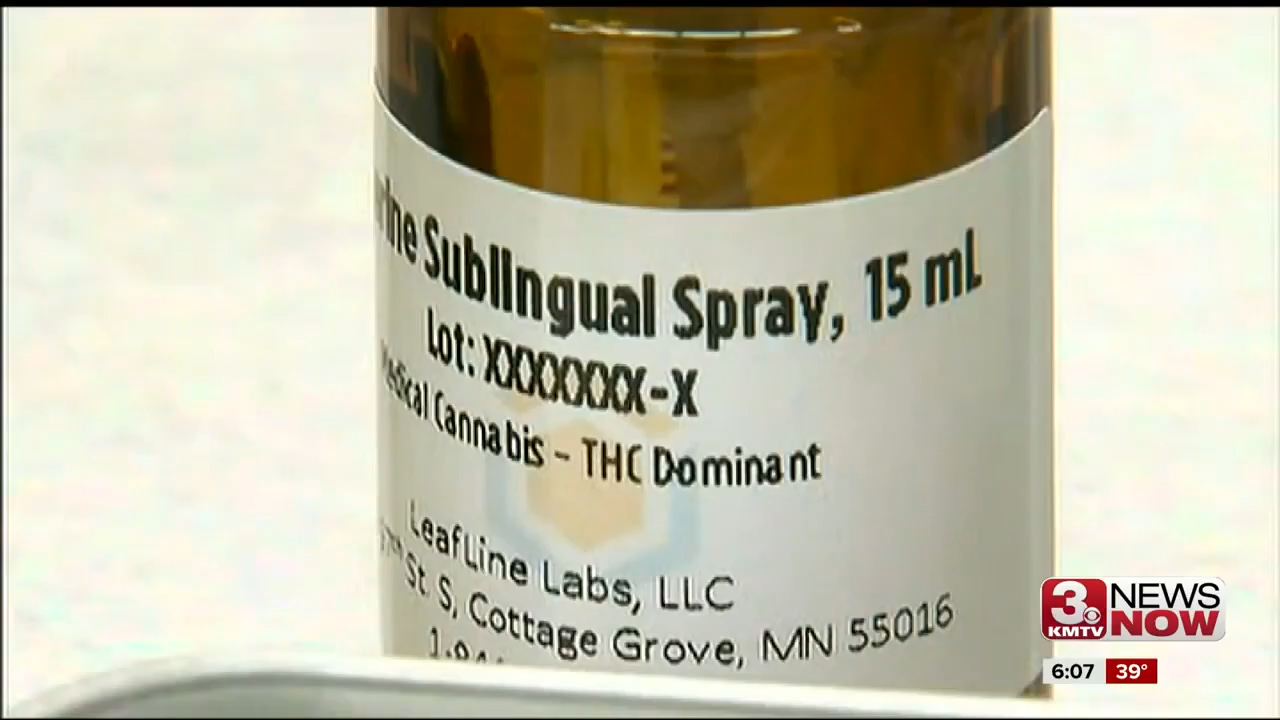 Sublingual Spray, 15 mL
Lot: XXXXXXX-X
Medical Cannabis - THC Dominant
LeafLine Labs, LLC
St. S, Cottage Grove, MN 55016
3 NEWS
KMTV NOW
6:07 39°